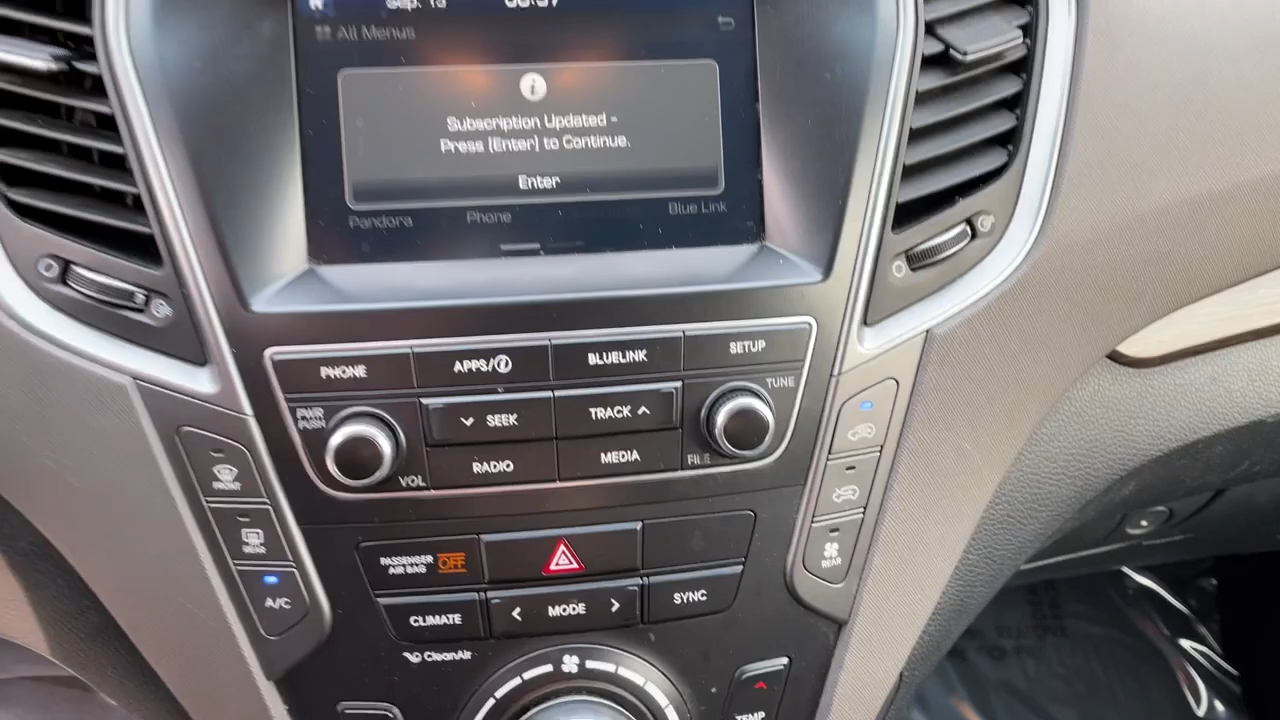 Sep. 13
All Menus
i
Subscription Updated -
Press [Enter] to Continue.
Enter
Pandora Phone Blue Link
PHONE APPS/i BLUELINK SETUP
PWR PUSH SEEK TRACK TUNE
VOL RADIO MEDIA FILE
FRONT
REAR
A/C
REAR
PASSENGER AIR BAG OFF
CLIMATE MODE SYNC
CleanAir
TEMP